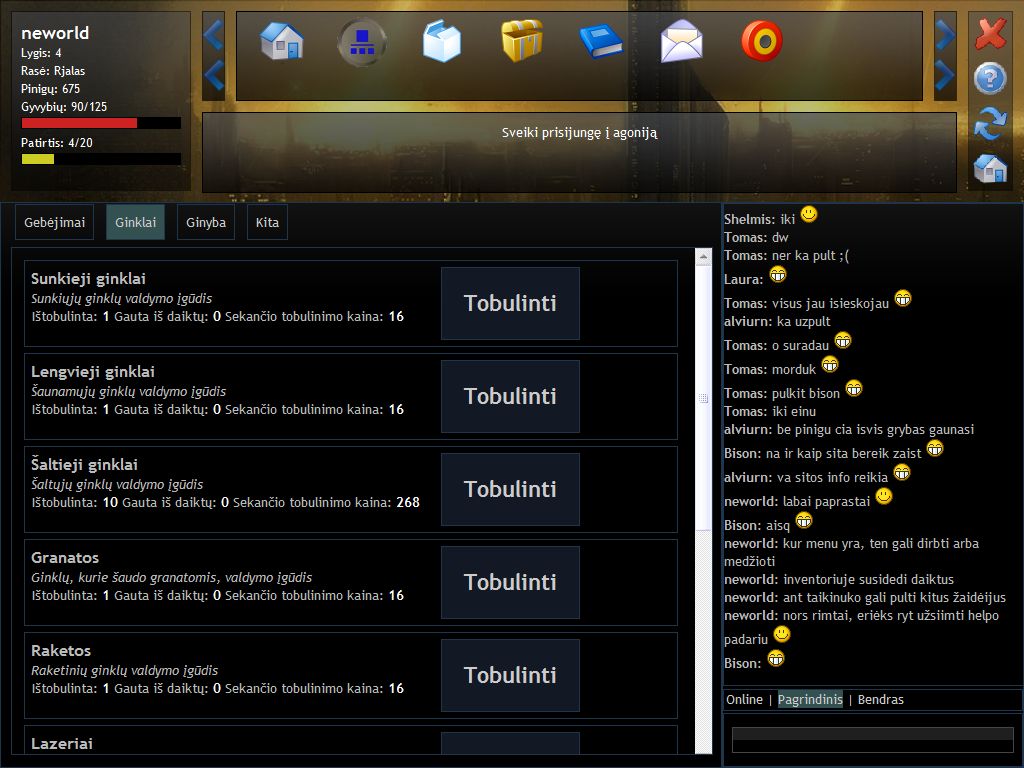 neworld
Lygis: 4
Rasė: Rjalas
Pinigų: 675
Gyvybių: 90/125
Patirtis: 4/20
Sveiki prisijungę į agoniją
Gebėjimai
Ginklai
Ginyba
Kita
Sunkieji ginklai
Sunkiųjų ginklų valdymo įgūdis
Ištobulinta: 1 Gauta iš daiktų: 0 Sekančio tobulinimo kaina: 16
Tobulinti
Lengvieji ginklai
Šaunamųjų ginklų valdymo įgūdis
Ištobulinta: 1 Gauta iš daiktų: 0 Sekančio tobulinimo kaina: 16
Tobulinti
Šaltieji ginklai
Šaltųjų ginklų valdymo įgūdis
Ištobulinta: 10 Gauta iš daiktų: 0 Sekančio tobulinimo kaina: 268
Tobulinti
Granatos
Ginklų, kurie šaudo granatomis, valdymo įgūdis
Ištobulinta: 1 Gauta iš daiktų: 0 Sekančio tobulinimo kaina: 16
Tobulinti
Raketos
Raketinių ginklų valdymo įgūdis
Ištobulinta: 1 Gauta iš daiktų: 0 Sekančio tobulinimo kaina: 16
Tobulinti
Lazeriai
Shelmis: iki
Tomas: dw
Tomas: ner ka pult ;(
Laura:
Tomas: visus jau isieskojau
alviurn: ka uzpult
Tomas: o suradau
Tomas: morduk
Tomas: pulkit bison
Tomas: iki einu
alviurn: be pinigu cia isvis grybas gaunasi
Bison: na ir kaip sita bereik zaist
alviurn: va sitos info reikia
neworld: labai paprastai
Bison: aisq
neworld: kur menu yra, ten gali dirbti arba
medžioti
neworld: inventoriuje susidedi daiktus
neworld: ant taikinuko gali pulti kitus žaidėijus
neworld: nors rimtai, eriėks ryt užsiimti helpo
padariu
Bison:
Online | Pagrindinis | Bendras